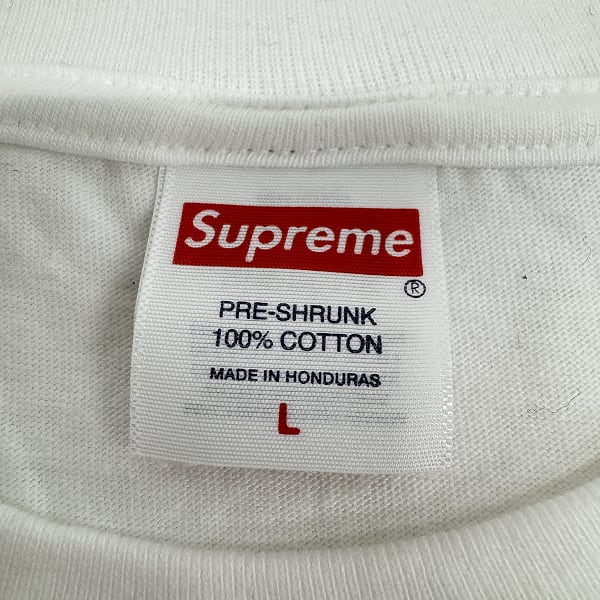 Supreme
®
PRE-SHRUNK
100% COTTON
MADE IN HONDURAS
L